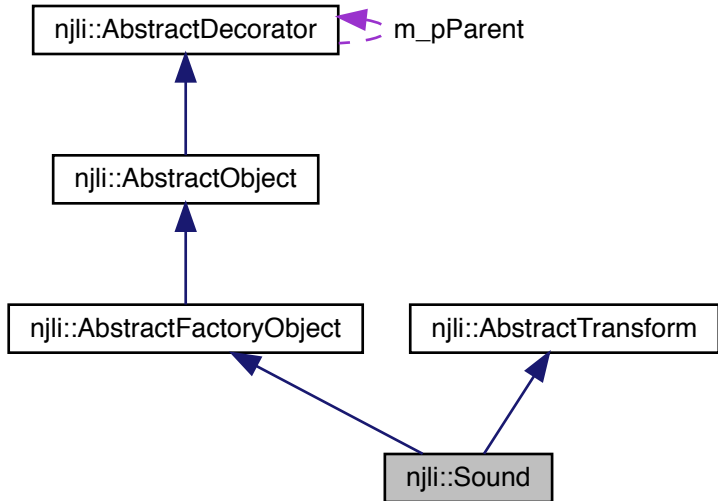 njli::AbstractDecorator
m_pParent
njli::AbstractObject
njli::AbstractFactoryObject
njli::AbstractTransform
njli::Sound